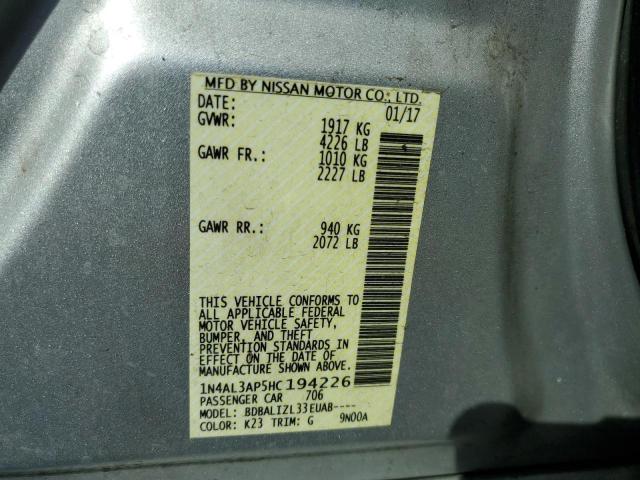 MFD BY NISSAN MOTOR CO., LTD.
DATE: 01/17
GVWR: 1917 KG
4226 LB
GAWR FR.: 1010 KG
2227 LB
GAWR RR.: 940 KG
2072 LB
THIS VEHICLE CONFORMS TO
ALL APPLICABLE FEDERAL
MOTOR VEHICLE SAFETY,
BUMPER, AND THEFT
PREVENTION STANDARDS IN
EFFECT ON THE DATE OF
MANUFACTURE SHOWN ABOVE.
1N4AL3AP5HC194226
PASSENGER CAR 706
MODEL: BDBALIZL33EUAB----
COLOR: K23 TRIM: G 9N00A